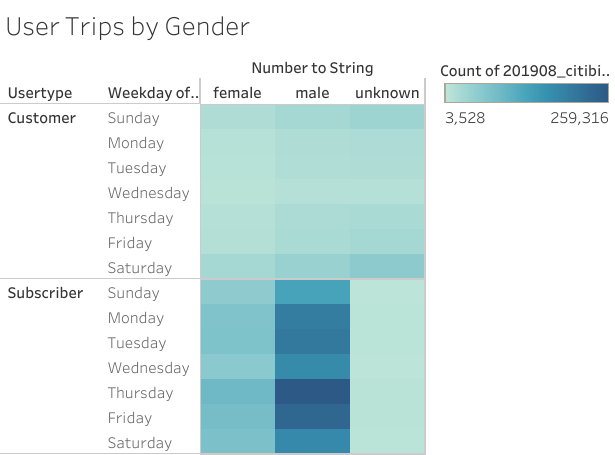 User Trips by Gender
Number to String
Count of 201908_citibi..
Usertype Weekday of.. female male unknown
3,528 259,316
Customer Sunday
Monday
Tuesday
Wednesday
Thursday
Friday
Saturday
Subscriber Sunday
Monday
Tuesday
Wednesday
Thursday
Friday
Saturday